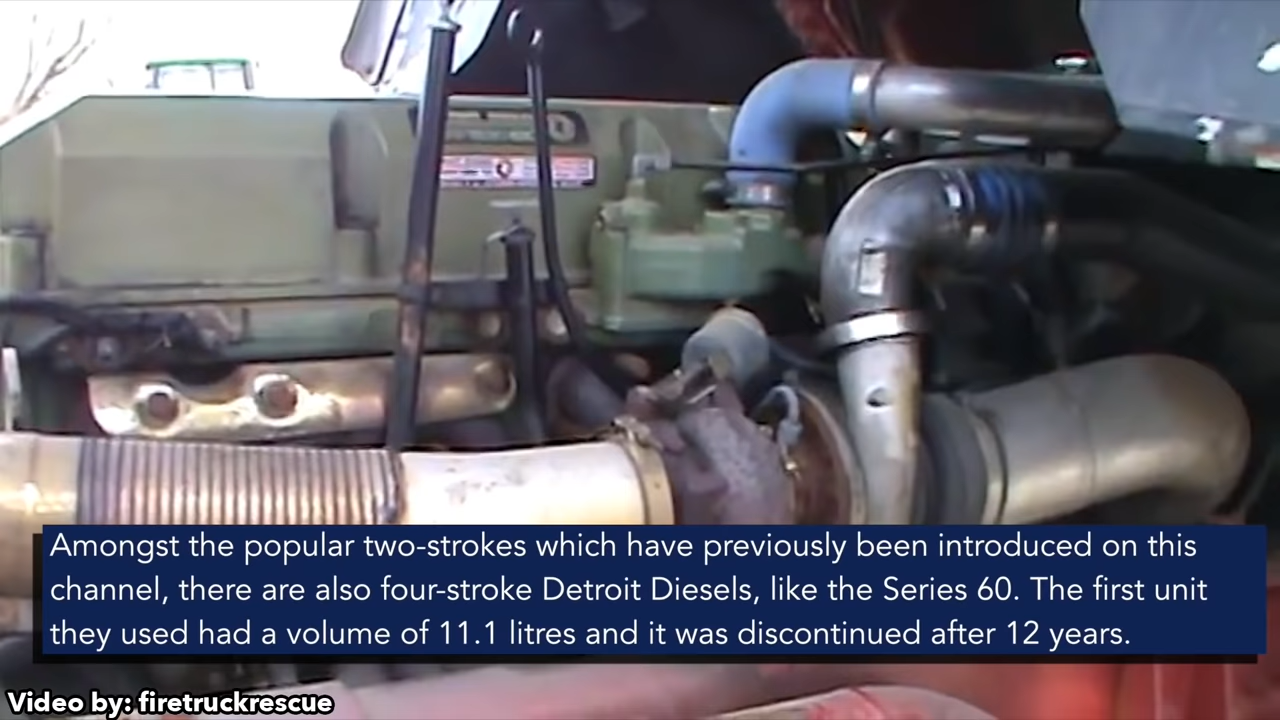 Amongst the popular two-strokes which have previously been introduced on this
channel, there are also four-stroke Detroit Diesels, like the Series 60. The first unit
they used had a volume of 11.1 litres and it was discontinued after 12 years.
Video by: firetruckrescue